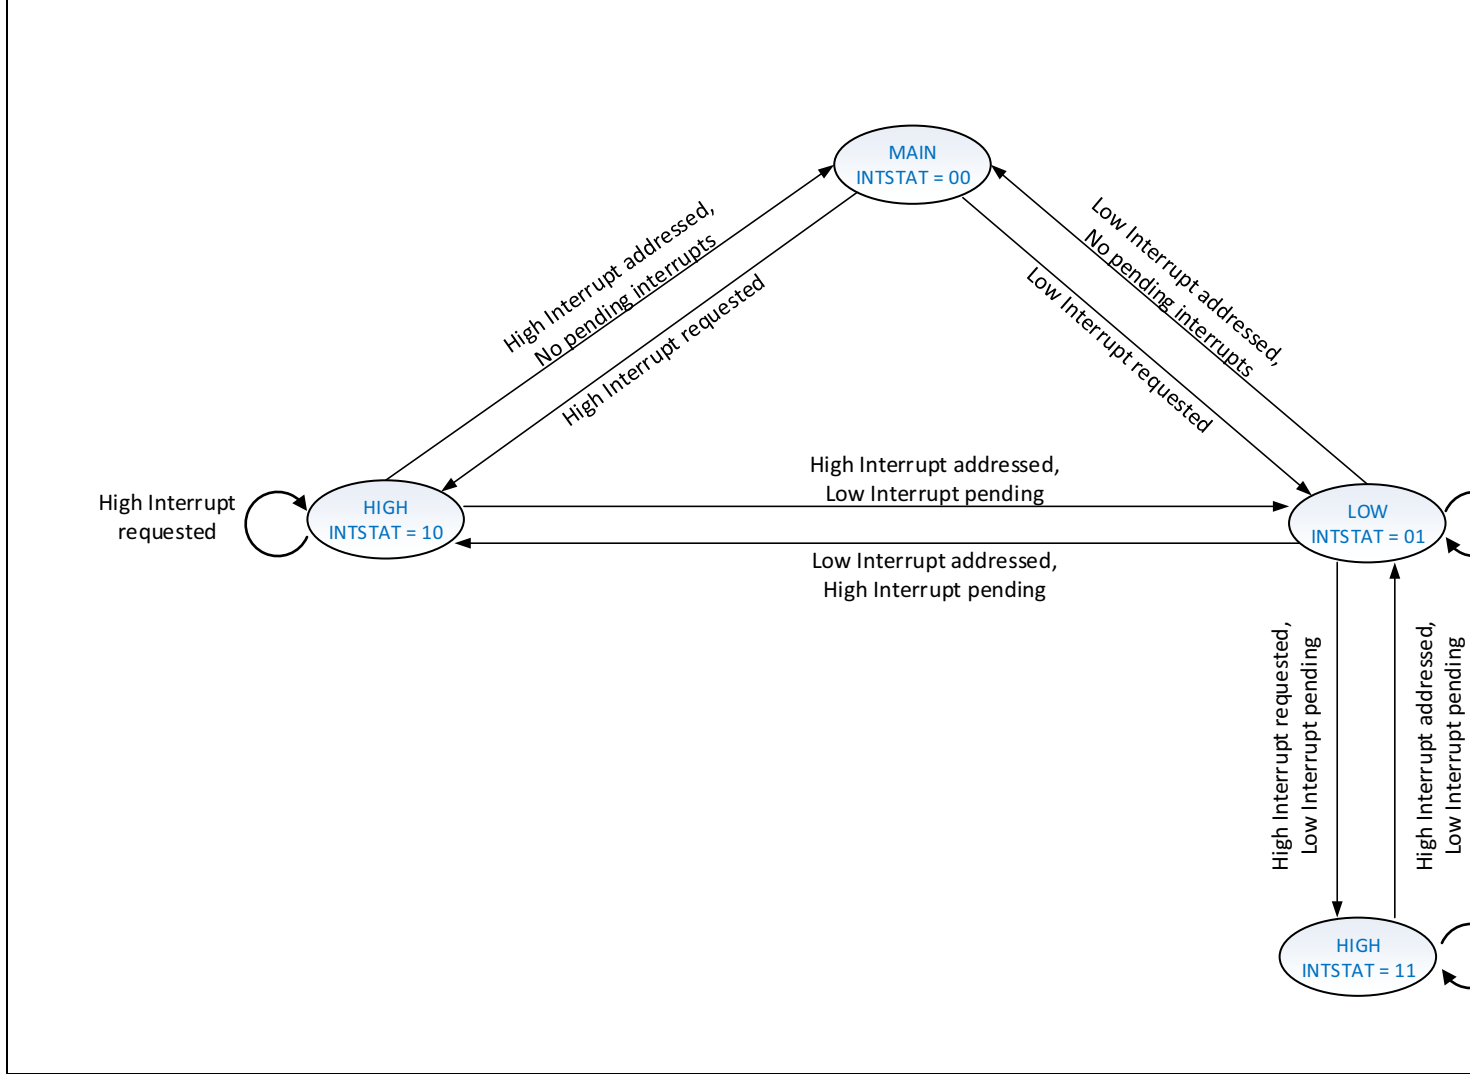 MAIN
INTSTAT = 00
High Interrupt addressed,
No pending interrupts
High Interrupt requested
Low Interrupt addressed,
No pending interrupts
Low Interrupt requested
High Interrupt addressed,
Low Interrupt pending
High Interrupt
requested
HIGH
INTSTAT = 10
LOW
INTSTAT = 01
Low Interrupt addressed,
High Interrupt pending
High Interrupt requested,
Low Interrupt pending
High Interrupt addressed,
Low Interrupt pending
HIGH
INTSTAT = 11